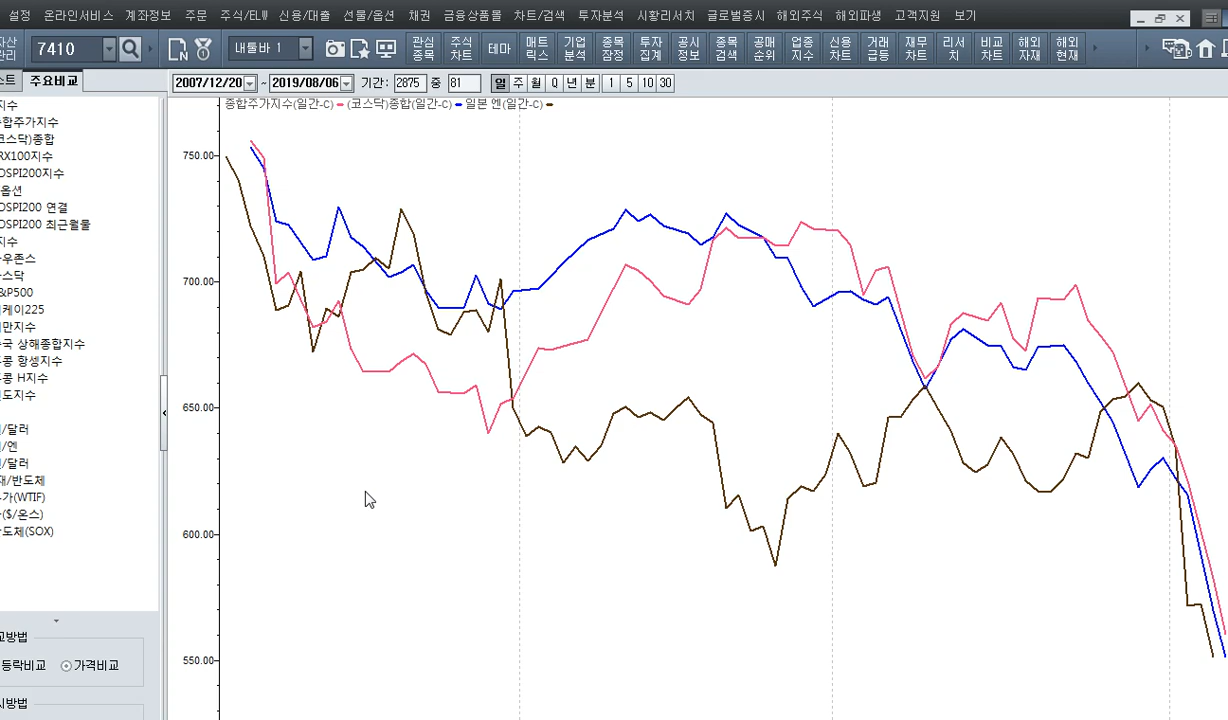 설정 온라인서비스 계좌정보 주문 주식/ELW 신용/대출 선물/옵션 채권 금융상품몰 차트/검색 투자분석 시황리서치 글로벌증시 해외주식 해외파생 고객지원 보기
자산관리 7410 내툴바 1 관심종목 주식차트 테마 매트릭스 기업분석 종목잠정 투자집계 공시정보 종목검색 공매순위 업종지수 신용차트 거래급등 재무차트 리서치 비교차트 해외자재 해외현재
스트 주요비교 2007/12/20 ~ 2019/08/06 기간: 2875 중 81 일 주 월 Q 년 분 1 5 10 30
종합주가지수(일간-C) (코스닥)종합(일간-C) 일본 엔(일간-C)
지수
합주가지수
코스닥)종합
RX100지수
OSPI200지수
옵션
OSPI200 연결
OSPI200 최근월물
지수
우존스
스닥
&P500
케이225
만지수
국 상해종합지수
콩 항셍지수
콩 H지수
도지수
/달러
/엔
/달러
재/반도체
가(WTIF)
($/온스)
도체(SOX)
교방법
등락비교 가격비교
시방법
750.00
700.00
650.00
600.00
550.00